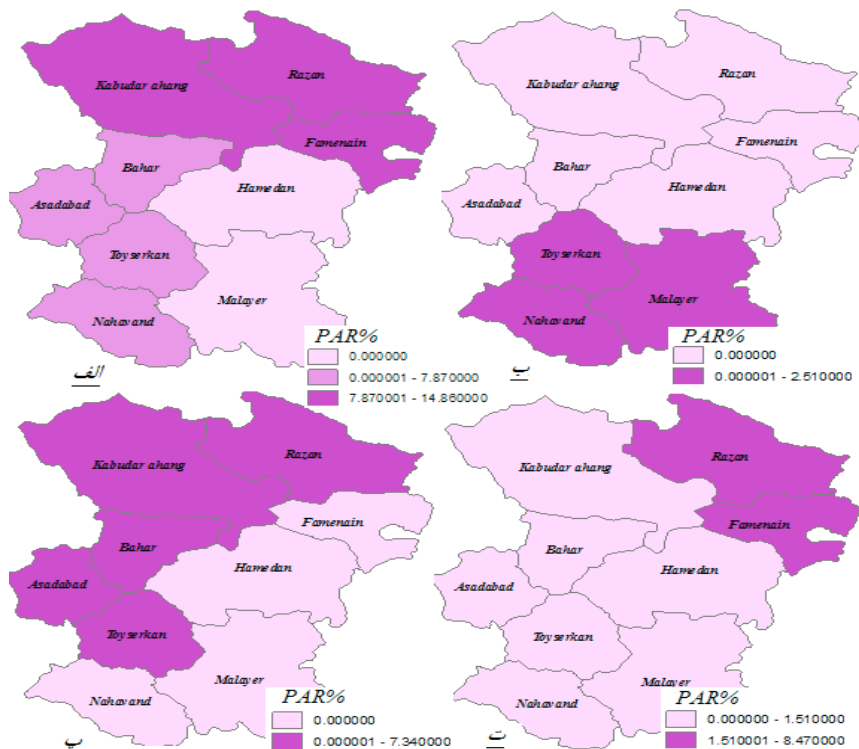 Kabudar ahang
Razan
Famenain
Bahar
Hamedan
Asadabad
Toyserkan
Malayer
Nahavand
PAR%
0.000000
0.000001 - 7.870000
7.870001 - 14.860000
الف
Kabudar ahang
Razan
Famenain
Bahar
Hamedan
Asadabad
Toyserkan
Malayer
Nahavand
PAR%
0.000000
0.000001 - 2.510000
ب
Kabudar ahang
Razan
Famenain
Bahar
Hamedan
Asadabad
Toyserkan
Malayer
Nahavand
PAR%
0.000000
0.000001 - 7.340000
پ
Kabudar ahang
Razan
Famenain
Bahar
Hamedan
Asadabad
Toyserkan
Malayer
Nahavand
PAR%
0.000000 - 1.510000
1.510001 - 8.470000
ت